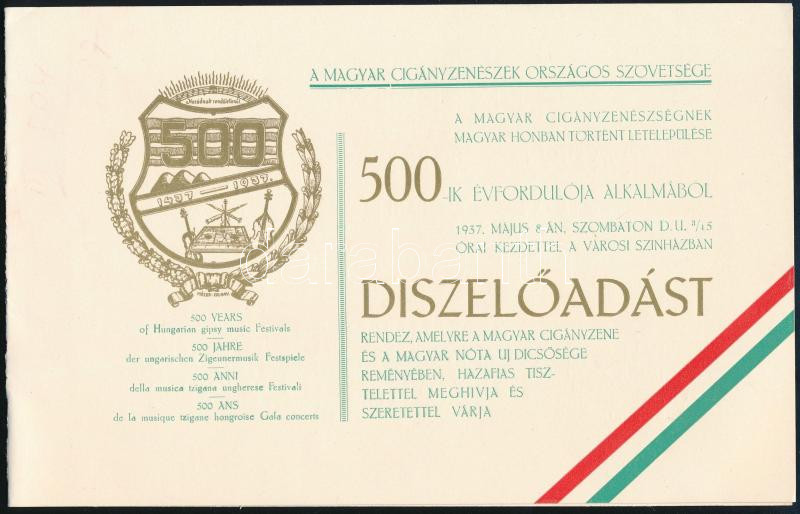 A MAGYAR CIGÁNYZENÉSZEK ORSZÁGOS SZÖVETSÉGE
500
1437 — 1937.
A MAGYAR CIGÁNYZENÉSZSÉGNEK
MAGYAR HONBAN TÖRTÉNT LETELEPÜLÉSE
500-IK ÉVFORDULÓJA ALKALMÁBÓL
1937. MÁJUS 8-ÁN, SZOMBATON D. U. ¾5
ÓRAI KEZDETTEL A VÁROSI SZINHÁZBAN
DISZELŐADÁST
RENDEZ, AMELYRE A MAGYAR CIGÁNYZENE
ÉS A MAGYAR NÓTA UJ DICSŐSÉGE
REMÉNYÉBEN, HAZAFIAS TISZ-
TELETTEL MEGHIVJA ÉS
SZERETETTEL VÁRJA
500 YEARS
of Hungarian gipsy music Festivals
500 JAHRE
der ungarischen Zigeunermusik Festspiele
500 ANNI
della musica tzigana ungherese Festivali
500 ANS
de la musique tzigane hongroise Gala concerts
darabanth